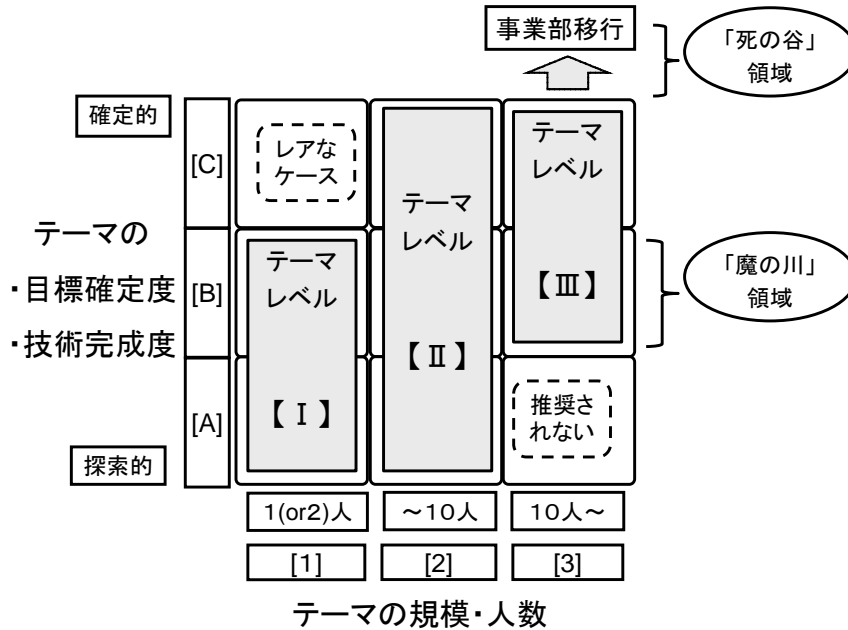 事業部移行
「死の谷」
領域
確定的
[C]
レアな
ケース
テーマ
レベル
テーマ
レベル
【Ⅲ】
テーマの
・目標確定度
・技術完成度
[B]
テーマ
レベル
【Ⅱ】
「魔の川」
領域
[A]
【Ⅰ】
推奨さ
れない
探索的
1(or2)人
～10人
10人～
[1]
[2]
[3]
テーマの規模・人数